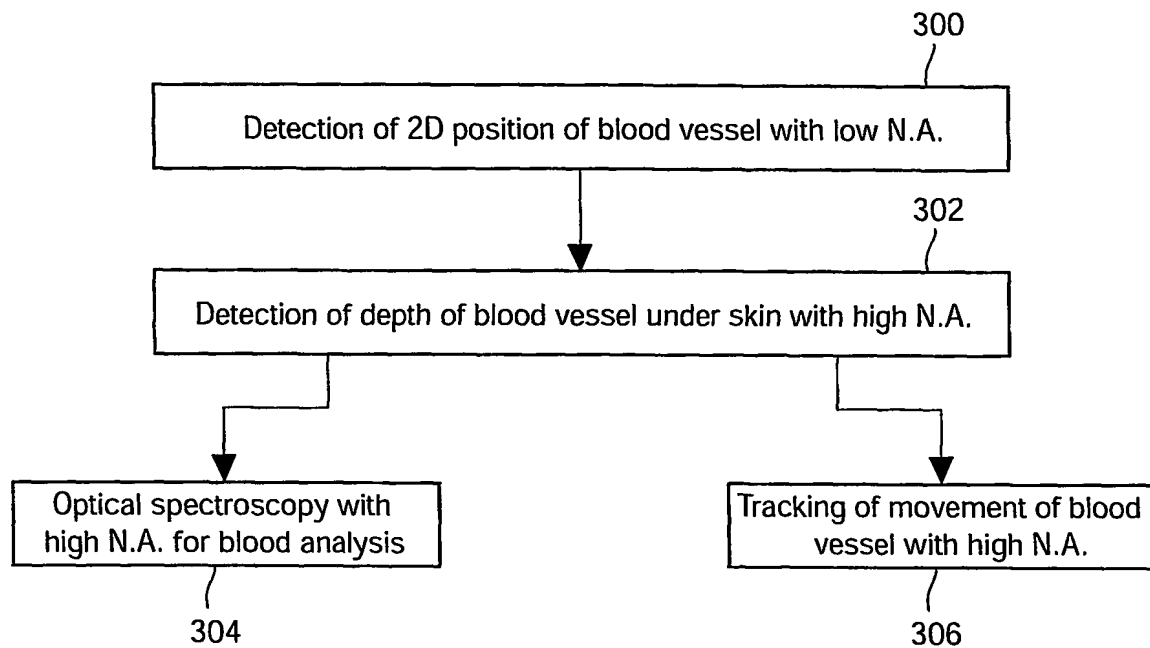 300
Detection of 2D position of blood vessel with low N.A.
302
Detection of depth of blood vessel under skin with high N.A.
Optical spectroscopy with
high N.A. for blood analysis
304
Tracking of movement of blood
vessel with high N.A.
306